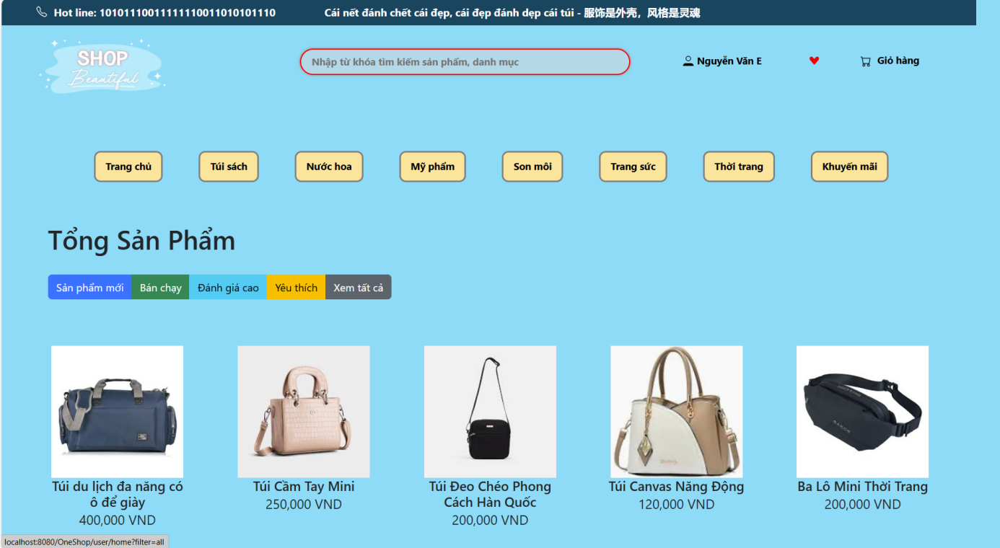 Hot line: 10101110011111110011010101110
Cái nết đánh chết cái đẹp, cái đẹp đánh dẹp cái túi - 服饰是外壳，风格是灵魂
SHOP
Beautiful
Nhập từ khóa tìm kiếm sản phẩm, danh mục
Nguyễn Văn E
Giỏ hàng
Trang chủ
Túi sách
Nước hoa
Mỹ phẩm
Son môi
Trang sức
Thời trang
Khuyến mãi
Tổng Sản Phẩm
Sản phẩm mới
Bán chạy
Đánh giá cao
Yêu thích
Xem tất cả
Túi du lịch đa năng có
ô để giày
400,000 VND
Túi Cầm Tay Mini
250,000 VND
Túi Đeo Chéo Phong
Cách Hàn Quốc
200,000 VND
Túi Canvas Năng Động
120,000 VND
Ba Lô Mini Thời Trang
200,000 VND
localhost:8080/OneShop/user/home?filter=all